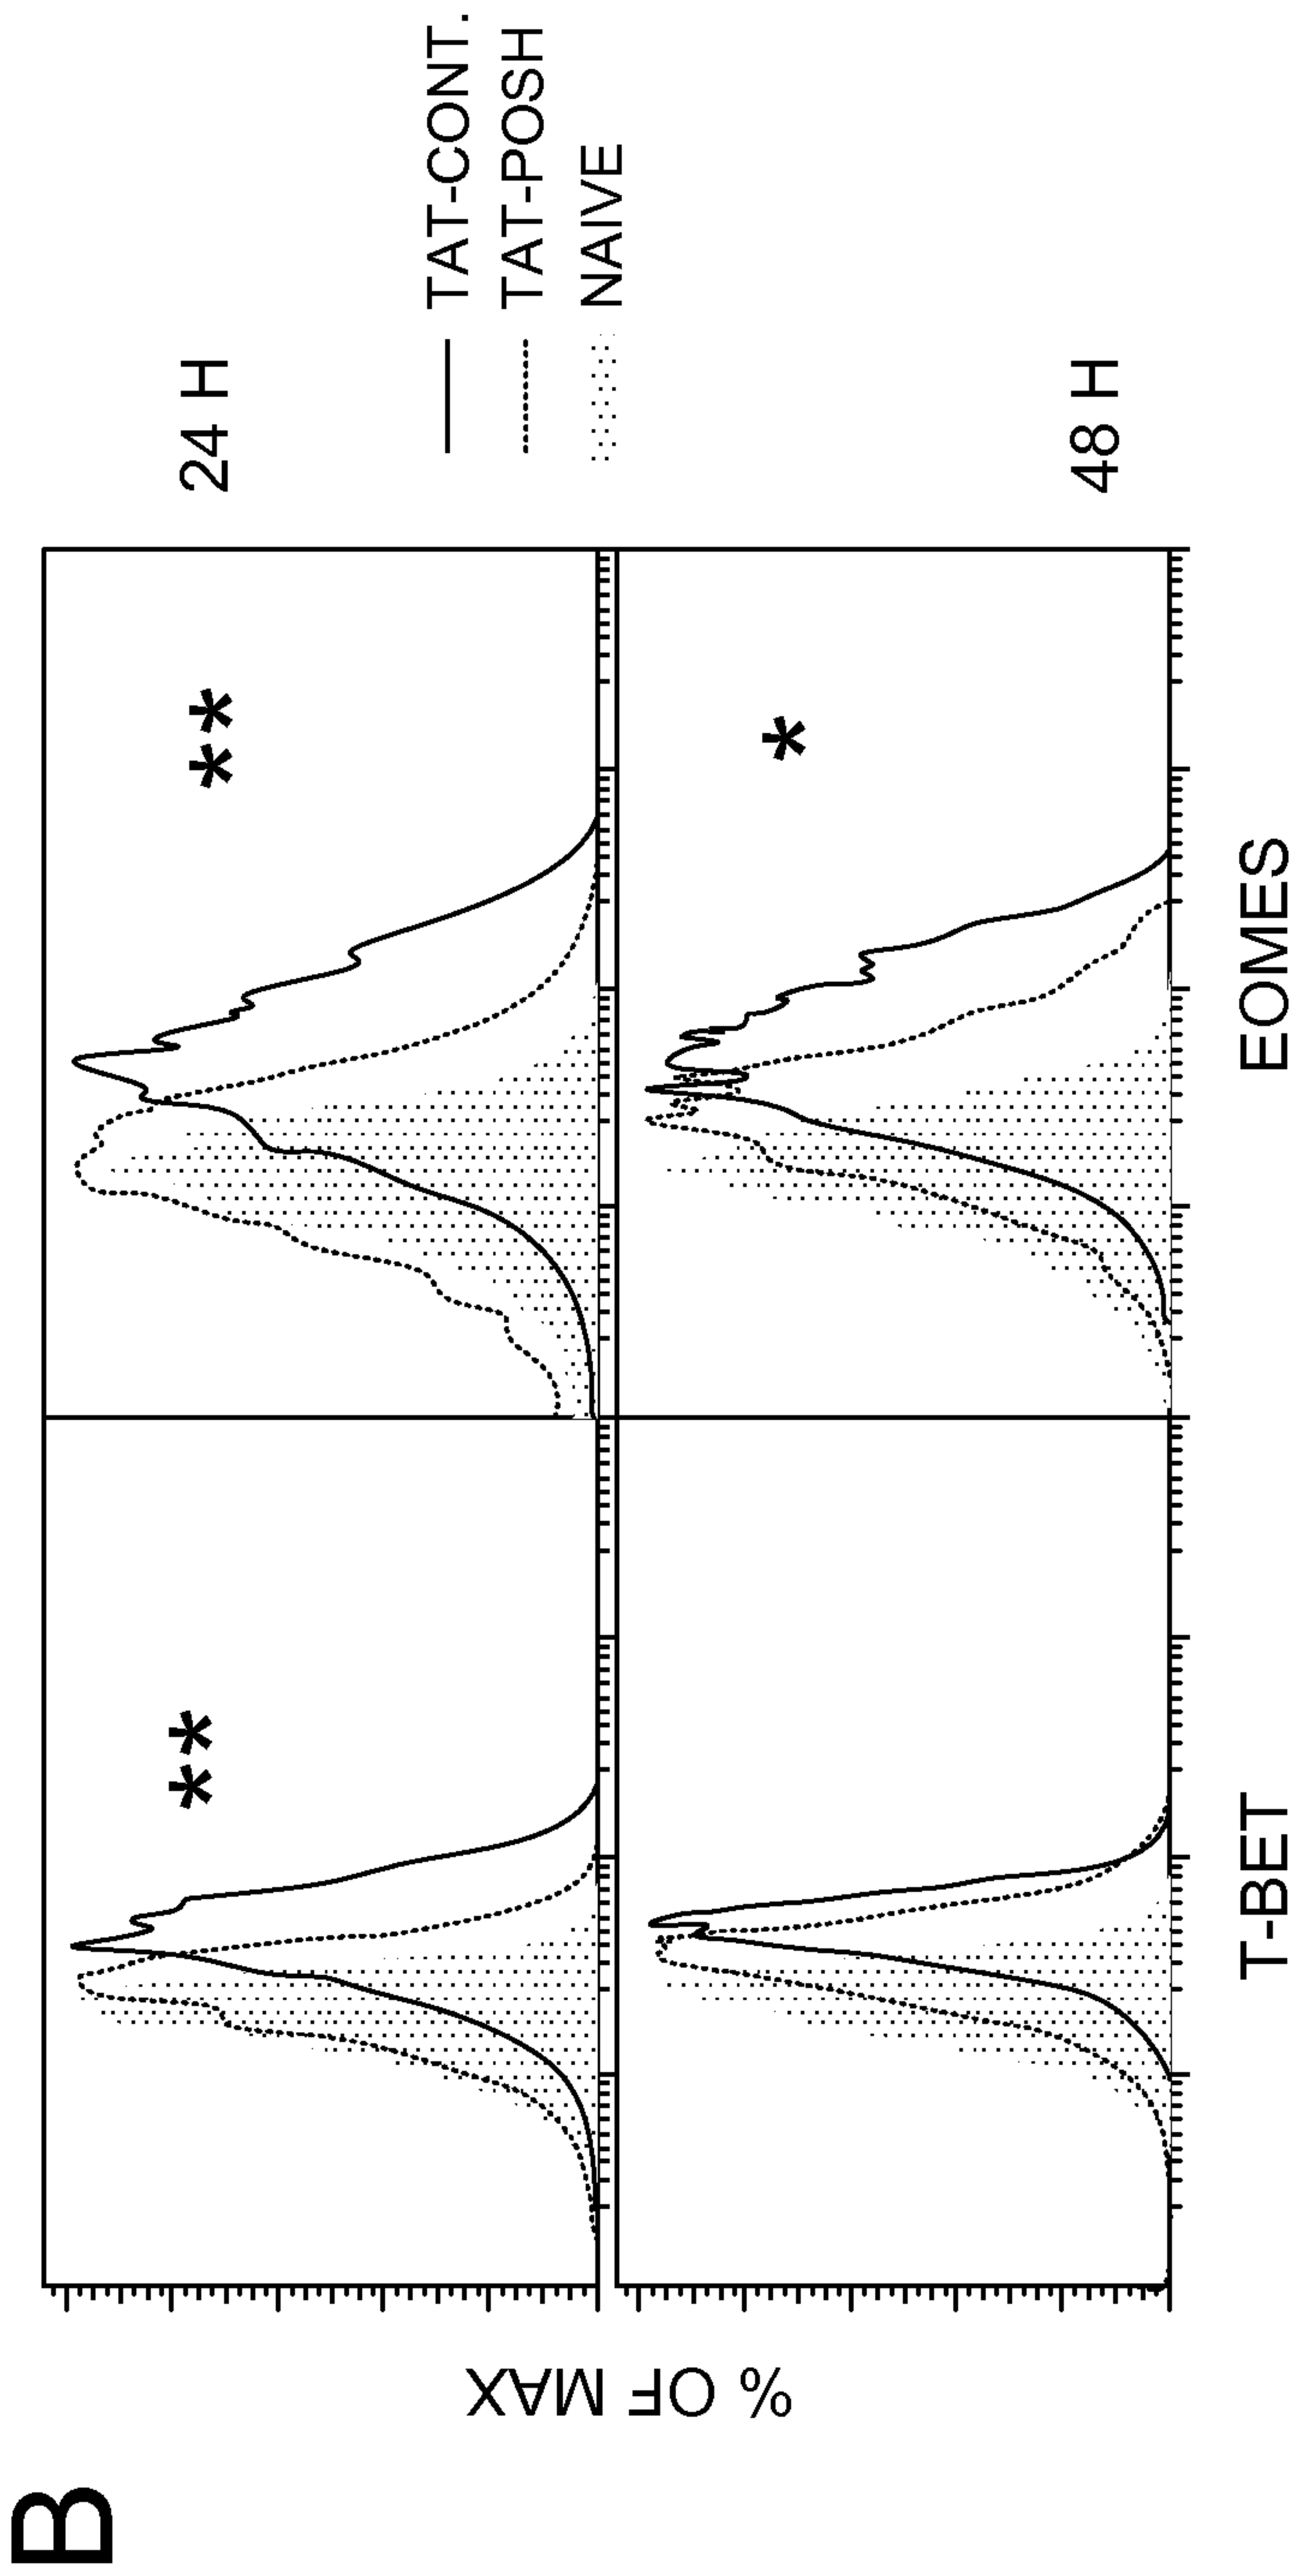 B
% OF MAX
**
**
24 H
TAT-CONT.
TAT-POSH
NAIVE
*
48 H
T-BET
EOMES